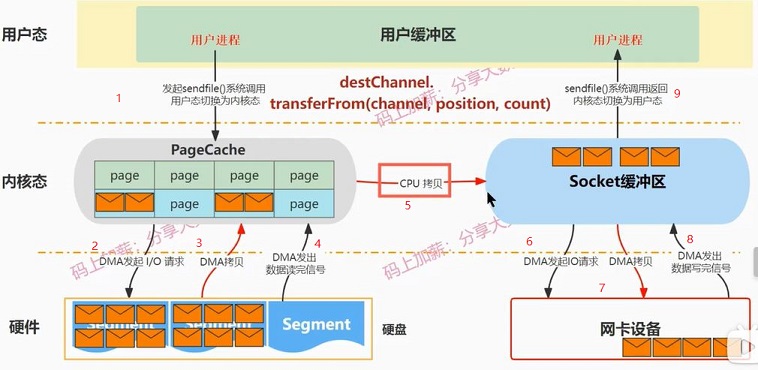 用户态
用户进程
用户缓冲区
用户进程
1
发起sendfile()系统调用
用户态切换为内核态
destChannel.
transferFrom(channel, position, count)
sendfile()系统调用返回
内核态切换为用户态
9
码上加薪：分享大数
内核态
PageCache
page
page
page
page
page
page
CPU 拷贝
5
Socket缓冲区
码上加薪：分享大数
码上加薪：分享大数
2
DMA发起 I/O 请求
3
DMA拷贝
4
DMA发出
数据读完信号
6
DMA发起IO请求
DMA拷贝
7
8
DMA发出
数据写完信号
硬件
Segment
Segment
Segment
硬盘
网卡设备